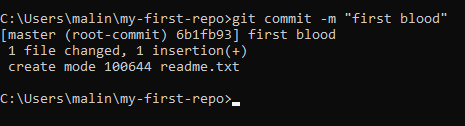 C:\Users\malin\my-first-repo>git commit -m "first blood"
[master (root-commit) 6b1fb93] first blood
 1 file changed, 1 insertion(+)
 create mode 100644 readme.txt
C:\Users\malin\my-first-repo>